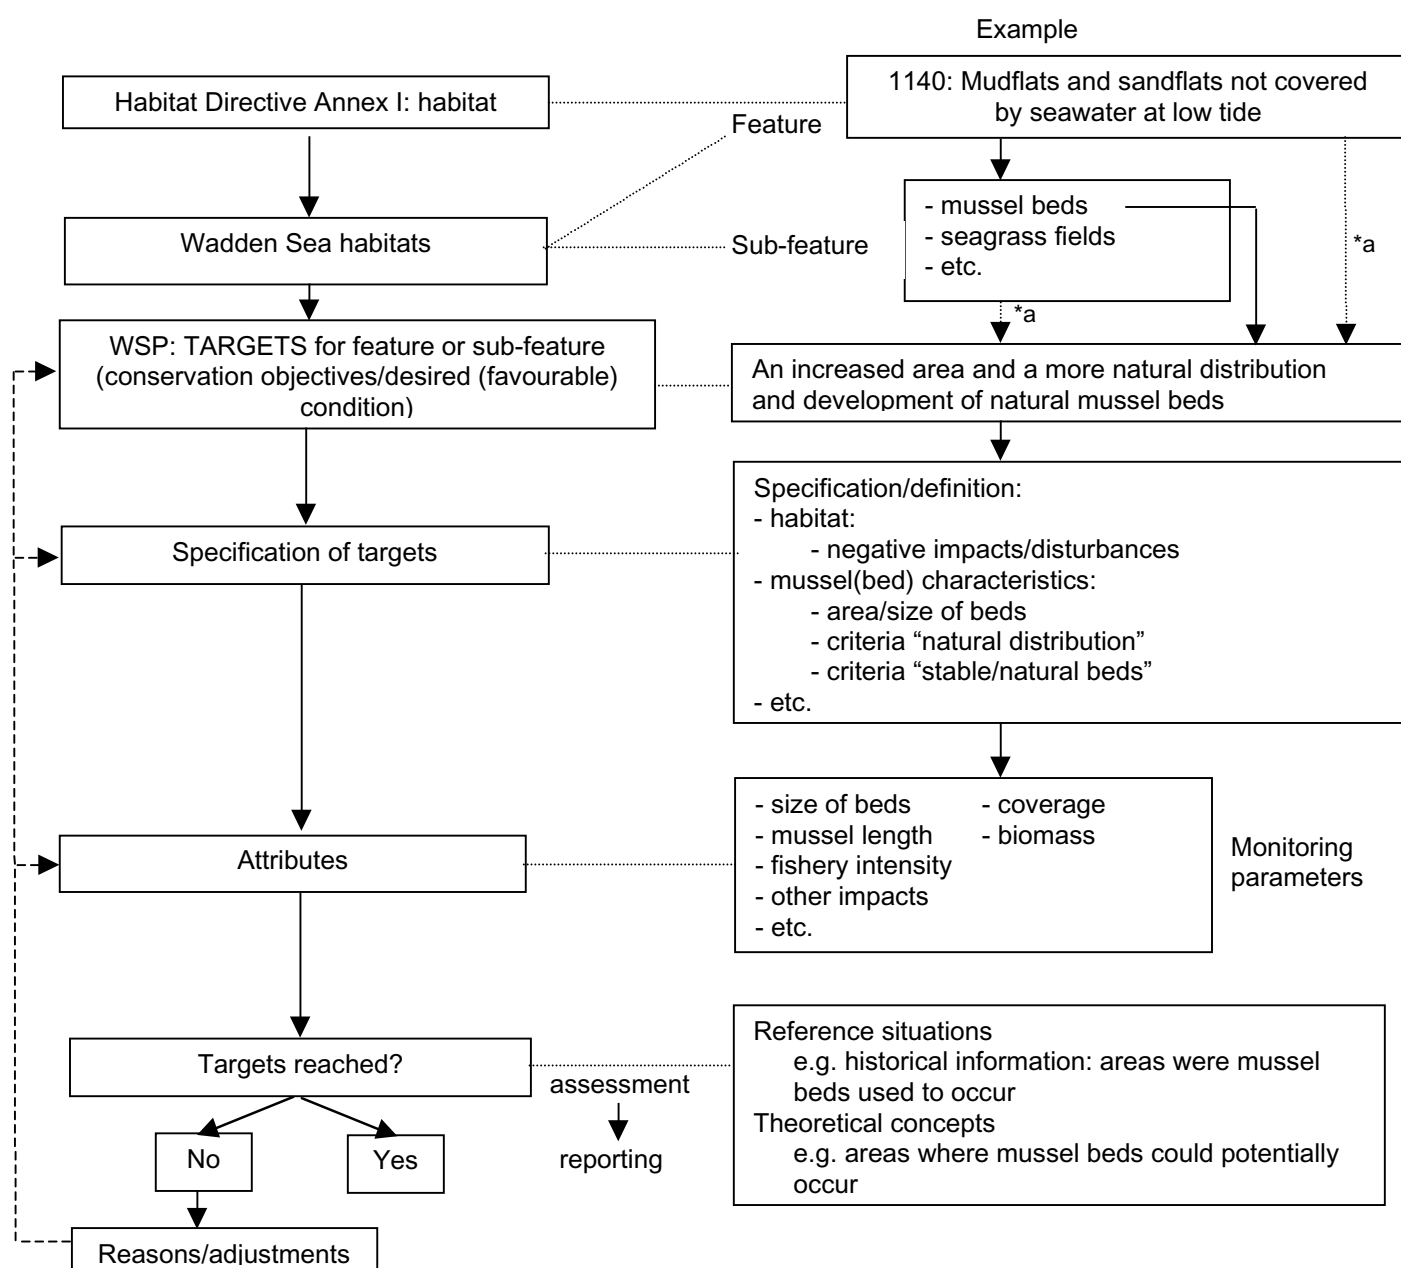 Example
Habitat Directive Annex I: habitat
1140: Mudflats and sandflats not covered
by seawater at low tide
Feature
Wadden Sea habitats
Sub-feature
- mussel beds
- seagrass fields
- etc.
*a
*a
WSP: TARGETS for feature or sub-feature
(conservation objectives/desired (favourable)
condition)
An increased area and a more natural distribution
and development of natural mussel beds
Specification of targets
Specification/definition:
- habitat:
- negative impacts/disturbances
- mussel(bed) characteristics:
- area/size of beds
- criteria “natural distribution”
- criteria “stable/natural beds”
- etc.
Attributes
- size of beds
- mussel length
- fishery intensity
- other impacts
- etc.
- coverage
- biomass
Monitoring
parameters
Targets reached?
assessment
reporting
Reference situations
e.g. historical information: areas were mussel
beds used to occur
Theoretical concepts
e.g. areas where mussel beds could potentially
occur
No
Yes
Reasons/adjustments